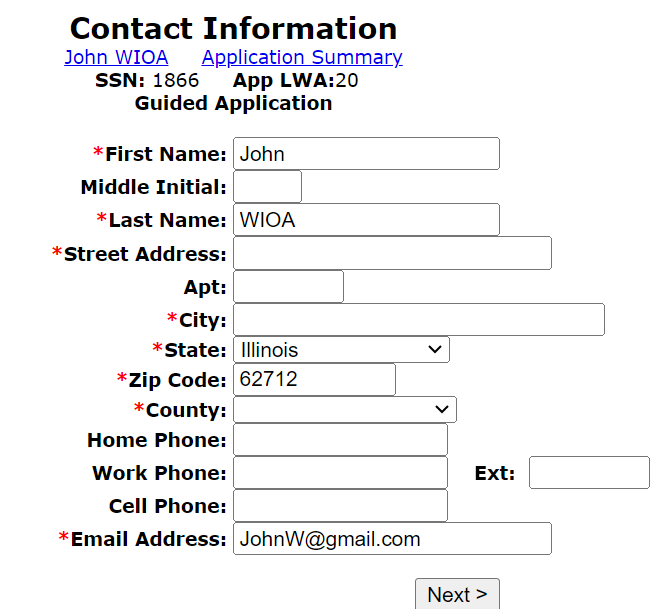 Contact Information
John WIOA Application Summary
SSN: 1866 App LWA:20
Guided Application
*First Name: John
Middle Initial:
*Last Name: WIOA
*Street Address:
Apt:
*City:
*State: Illinois
*Zip Code: 62712
*County:
Home Phone:
Work Phone: Ext:
Cell Phone:
*Email Address: JohnW@gmail.com
Next >